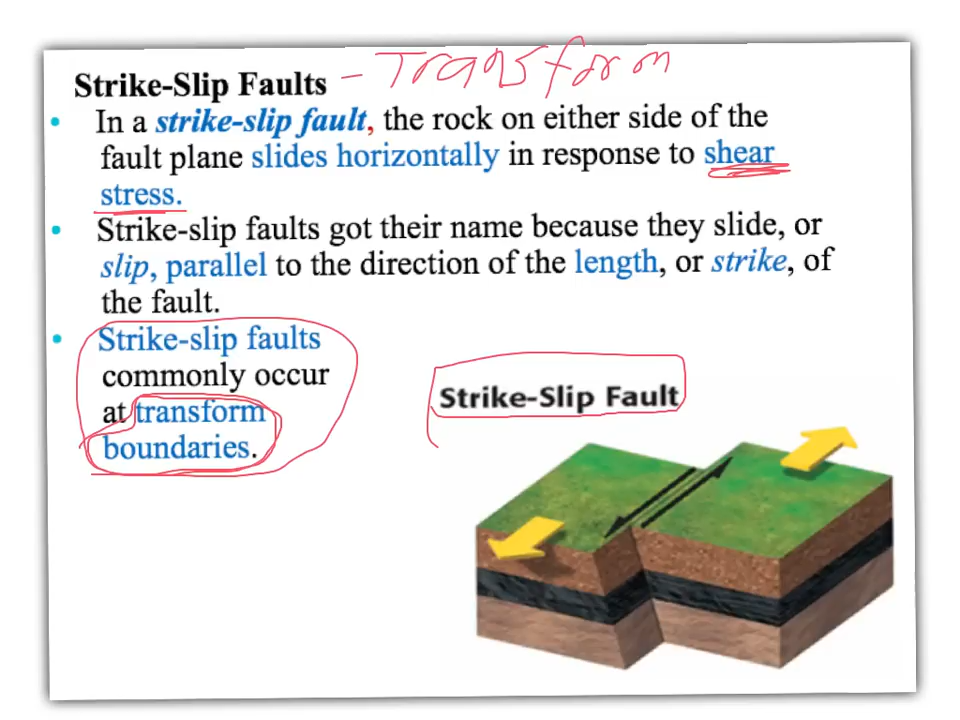 Strike-Slip Faults - Transform
• In a strike-slip fault, the rock on either side of the
fault plane slides horizontally in response to shear
stress.
• Strike-slip faults got their name because they slide, or
slip, parallel to the direction of the length, or strike, of
the fault.
• Strike-slip faults
commonly occur
at transform
boundaries.
Strike-Slip Fault